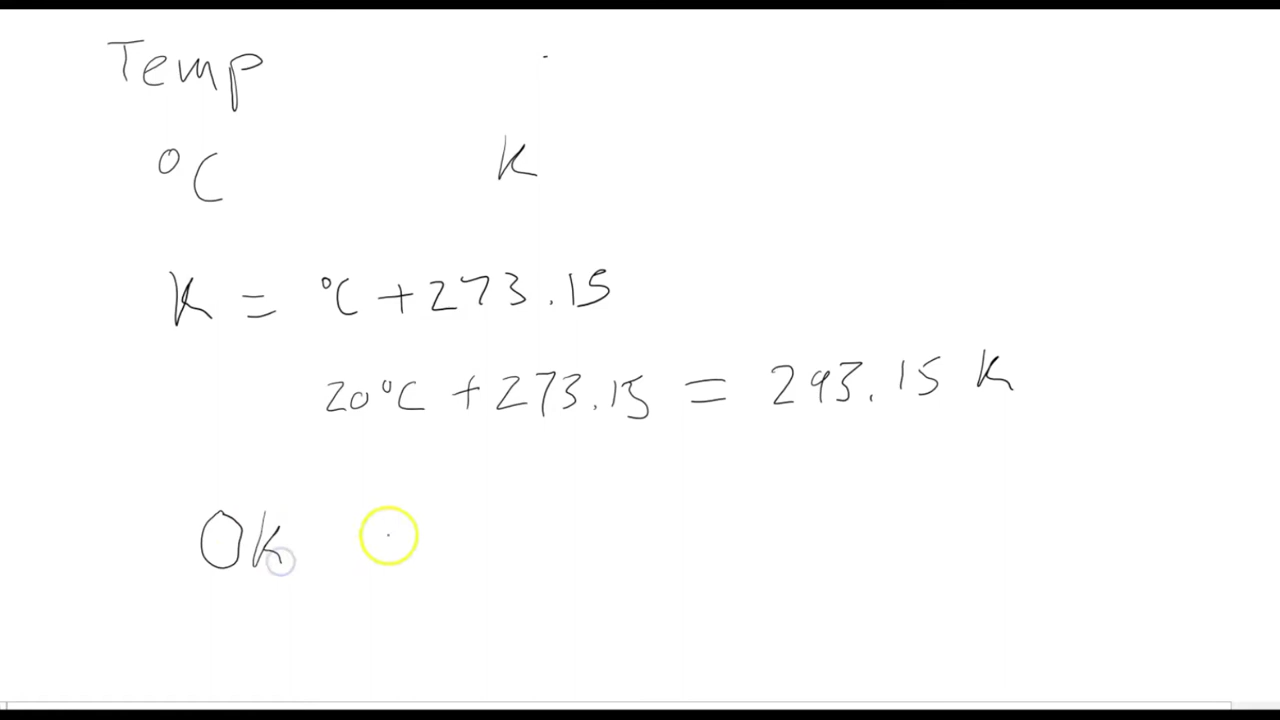 Temp
°C K
K = °C + 273.15
20°C + 273.15 = 293.15 K
0K